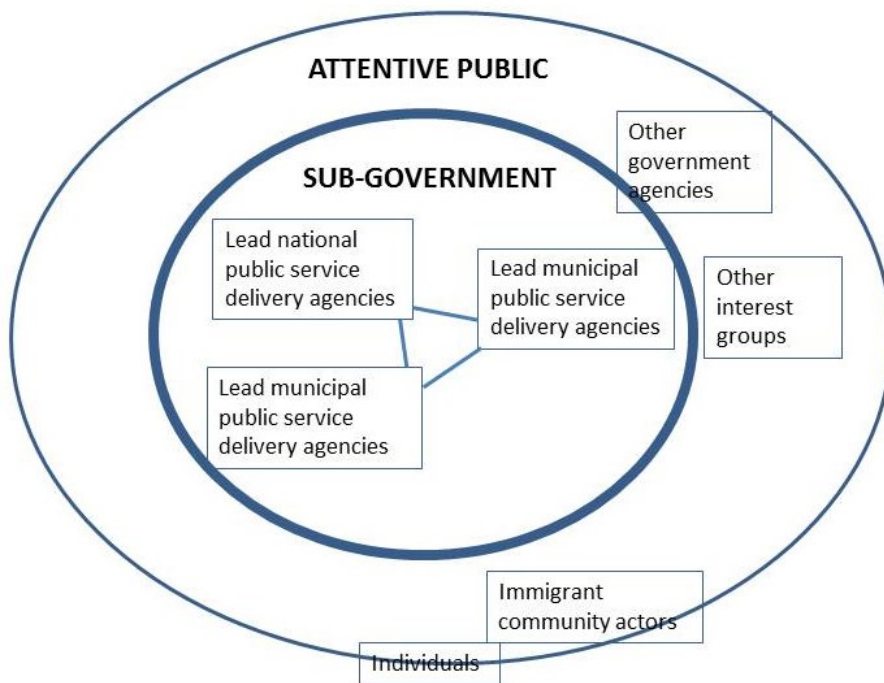 ATTENTIVE PUBLIC
Other
government
agencies
SUB-GOVERNMENT
Lead national
public service
delivery agencies
Lead municipal
public service
delivery agencies
Other
interest
groups
Lead municipal
public service
delivery agencies
Immigrant
community actors
Individuals